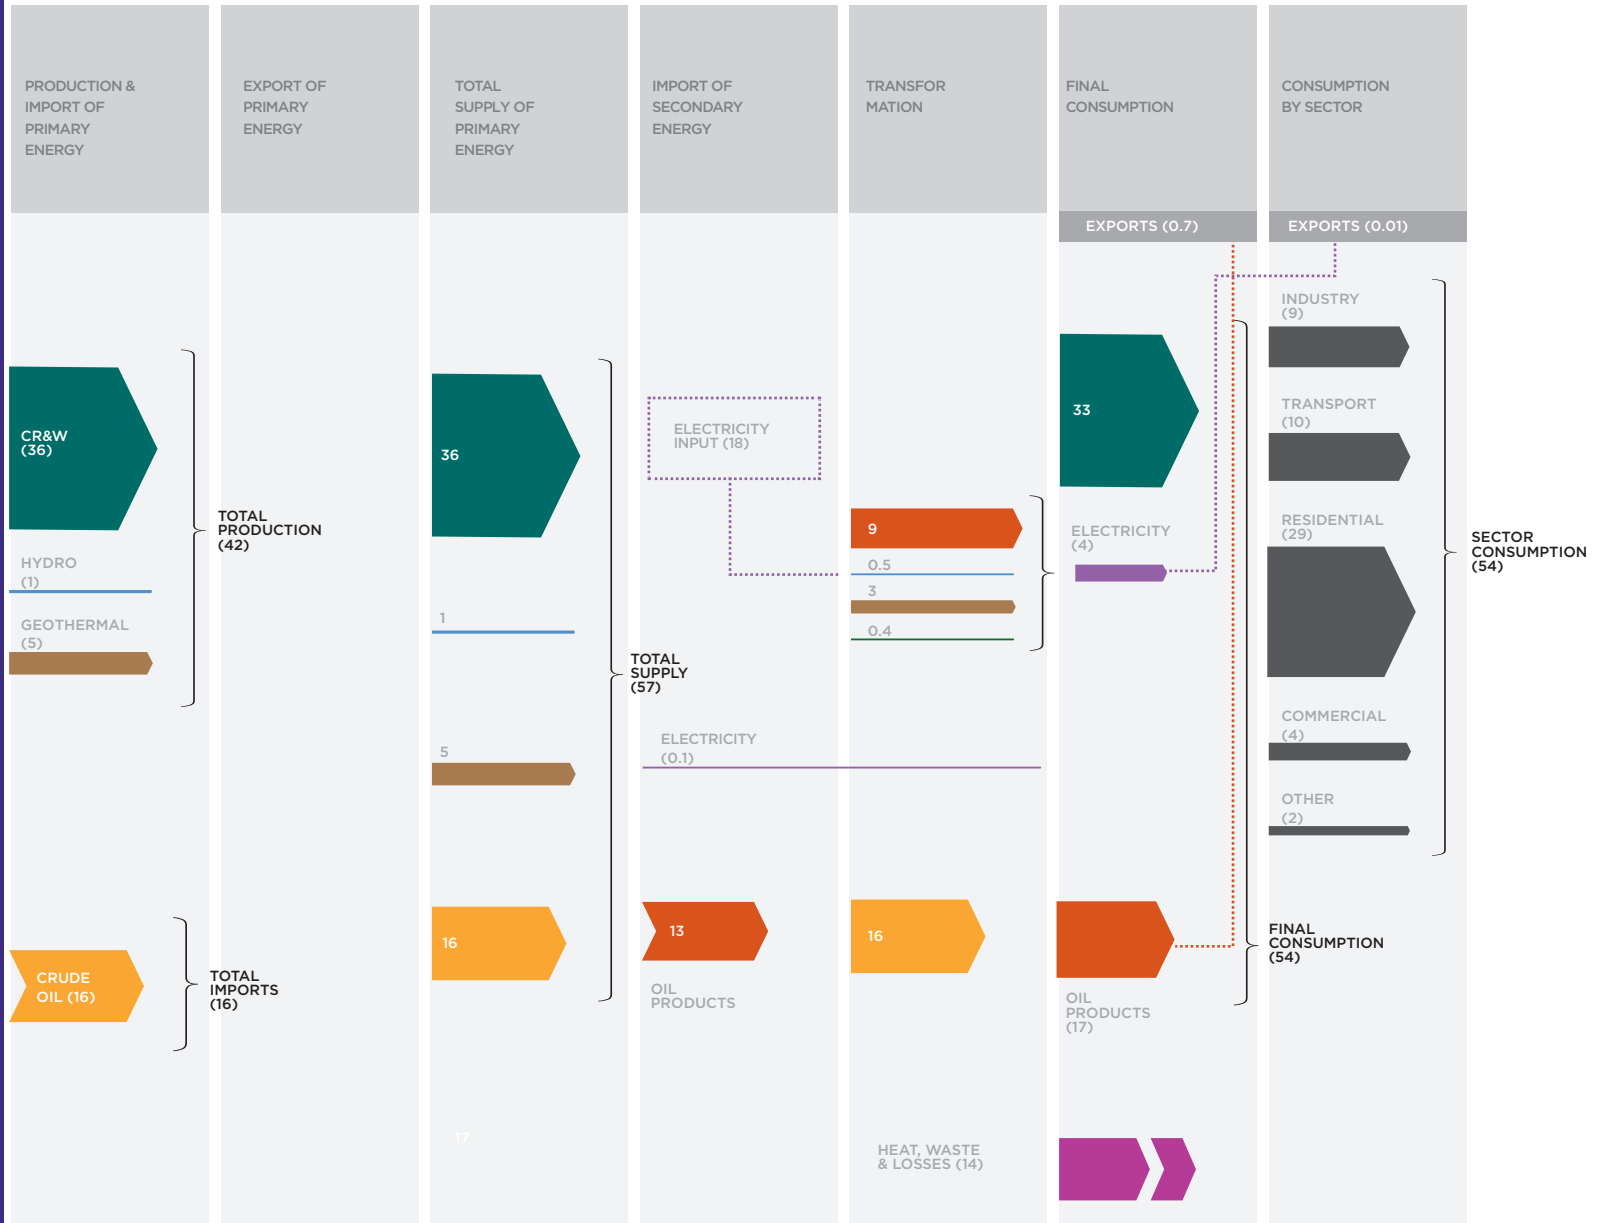 PRODUCTION &
IMPORT OF
PRIMARY
ENERGY
EXPORT OF
PRIMARY
ENERGY
TOTAL
SUPPLY OF
PRIMARY
ENERGY
IMPORT OF
SECONDARY
ENERGY
TRANSFOR
MATION
FINAL
CONSUMPTION
CONSUMPTION
BY SECTOR
EXPORTS (0.7)
EXPORTS (0.01)
CR&W
(36)
HYDRO
(1)
GEOTHERMAL
(5)
TOTAL
PRODUCTION
(42)
CRUDE
OIL (16)
TOTAL
IMPORTS
(16)
36
1
5
16
17
TOTAL
SUPPLY
(57)
ELECTRICITY
INPUT (18)
ELECTRICITY
(0.1)
13
OIL
PRODUCTS
9
0.5
3
0.4
16
HEAT, WASTE
& LOSSES (14)
33
ELECTRICITY
(4)
OIL
PRODUCTS
(17)
FINAL
CONSUMPTION
(54)
INDUSTRY
(9)
TRANSPORT
(10)
RESIDENTIAL
(29)
COMMERCIAL
(4)
OTHER
(2)
SECTOR
CONSUMPTION
(54)